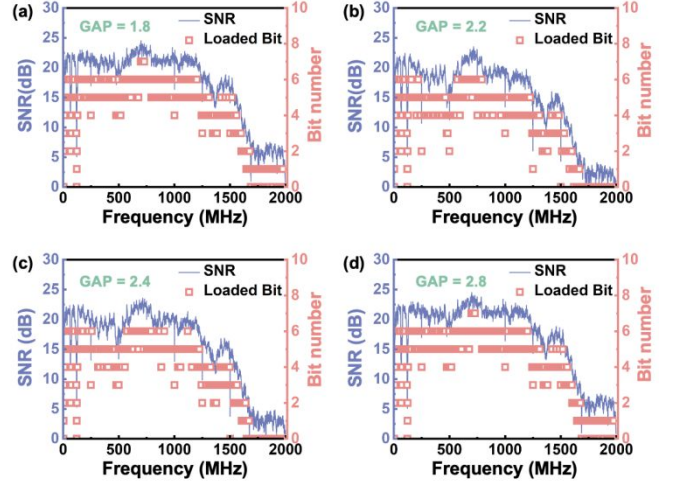 (a)
GAP = 1.8
SNR
Loaded Bit
SNR(dB)
Bit number
30
25
20
15
10
5
0
10
8
6
4
2
0
0 500 1000 1500 2000
Frequency (MHz)
(b)
GAP = 2.2
SNR
Loaded Bit
SNR(dB)
Bit number
30
25
20
15
10
5
0
10
8
6
4
2
0
0 500 1000 1500 2000
Frequency (MHz)
(c)
GAP = 2.4
SNR
Loaded Bit
SNR (dB)
Bit number
30
25
20
15
10
5
0
10
8
6
4
2
0
0 500 1000 1500 2000
Frequency (MHz)
(d)
GAP = 2.8
SNR
Loaded Bit
SNR (dB)
Bit number
30
25
20
15
10
5
0
10
8
6
4
2
0
0 500 1000 1500 2000
Frequency (MHz)